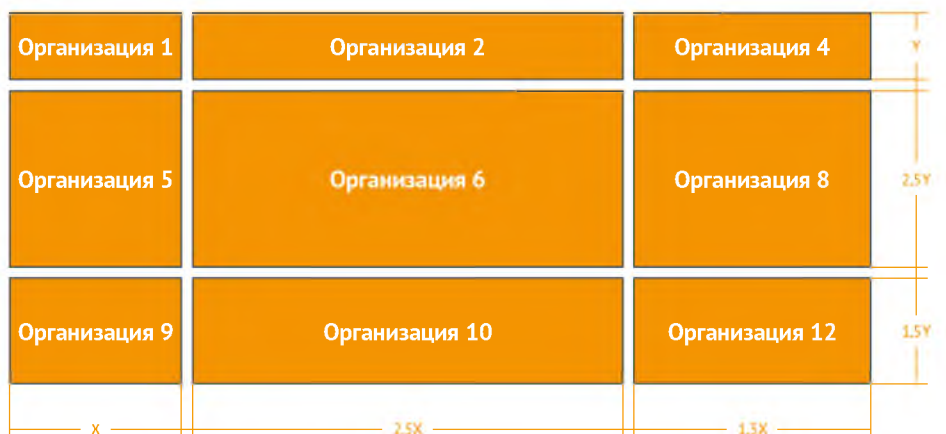 Организация 1
Организация 2
Организация 4
Y
Организация 5
Организация 6
Организация 8
2,5Y
Организация 9
Организация 10
Организация 12
1,5Y
X
2,5X
1,3X